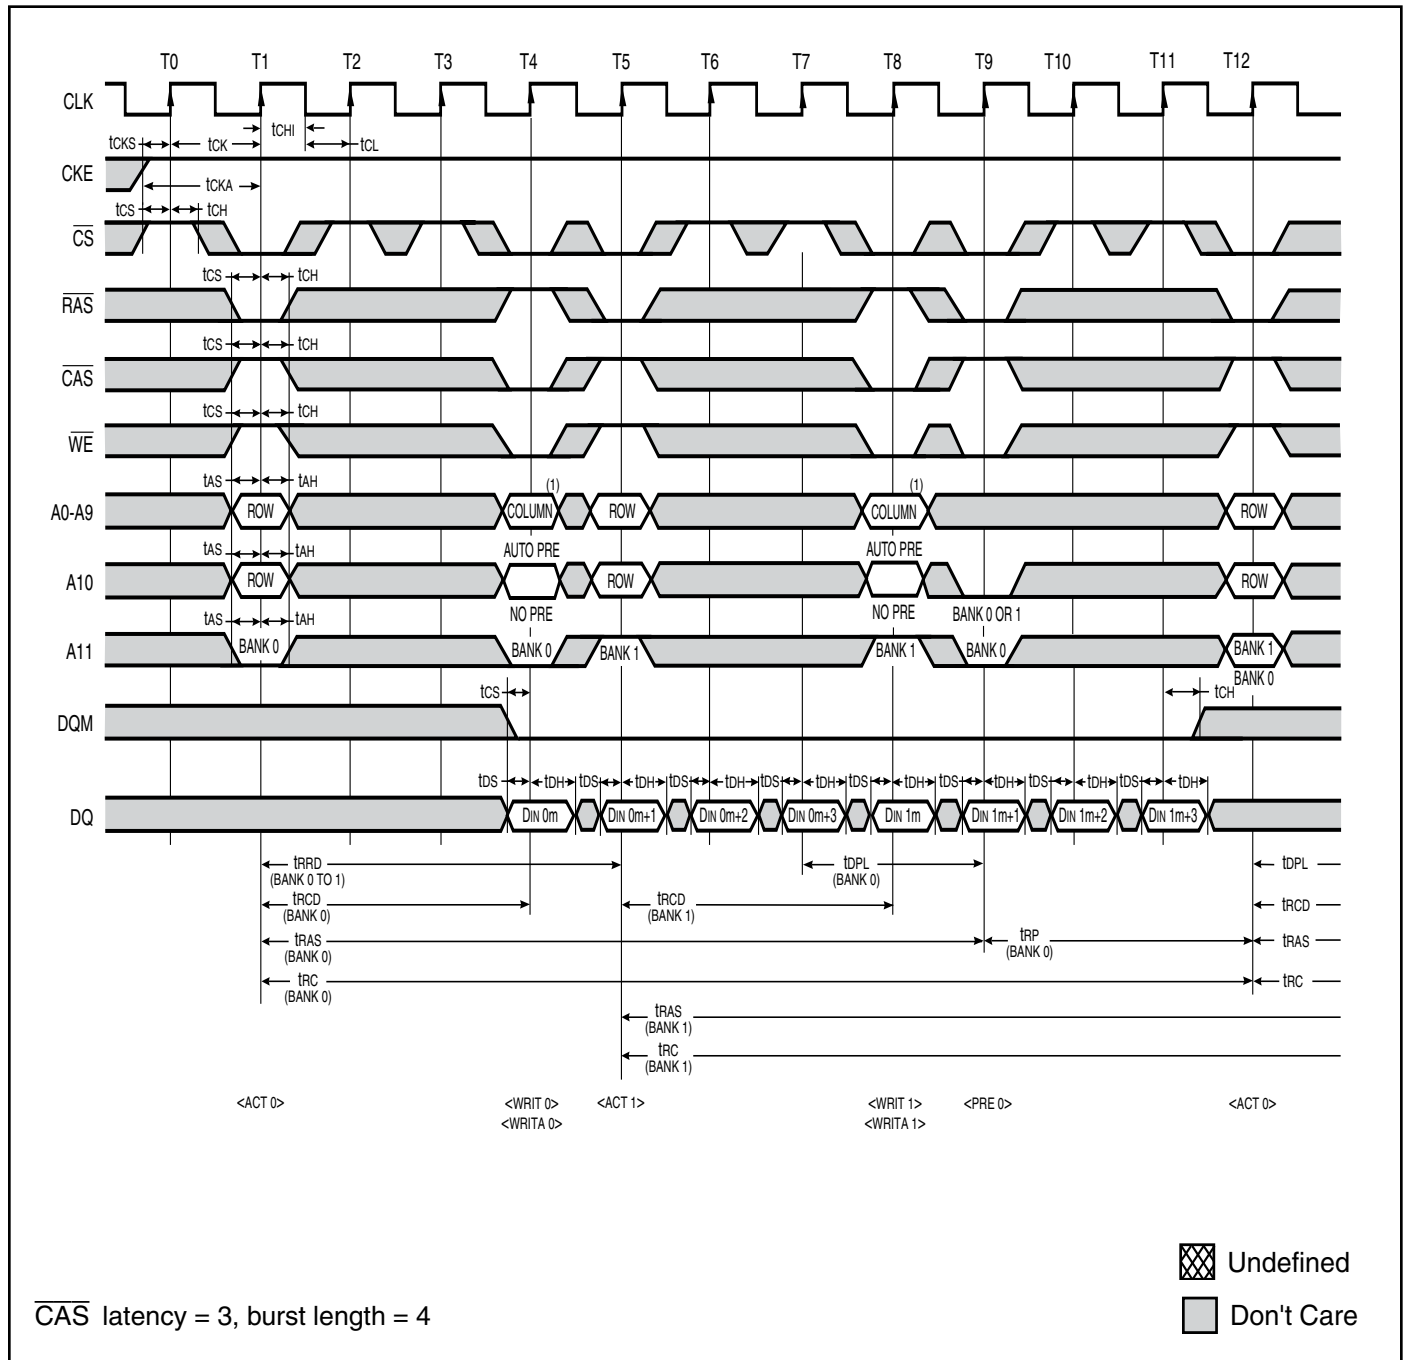 T0 T1 T2 T3 T4 T5 T6 T7 T8 T9 T10 T11 T12
CLK
tCHI
tCKS tCK tCL
CKE
tCKA
tCS tCH
CS
tCS tCH
RAS
tCS tCH
CAS
tCS tCH
WE
tAS tAH (1) (1)
A0-A9 ROW COLUMN ROW COLUMN ROW
tAS tAH AUTO PRE AUTO PRE
A10 ROW ROW ROW
NO PRE NO PRE BANK 0 OR 1
tAS tAH
A11 BANK 0 BANK 0 BANK 1 BANK 1 BANK 0 BANK 1
BANK 0
tCS tCH
DQM
tDS tDH tDS tDH tDS tDH tDS tDH tDS tDH tDS tDH tDS tDH tDS tDH
DQ DIN 0m DIN 0m+1 DIN 0m+2 DIN 0m+3 DIN 1m DIN 1m+1 DIN 1m+2 DIN 1m+3
tRRD tDPL tDPL
(BANK 0 TO 1) (BANK 0)
tRCD tRCD tRCD
(BANK 0) (BANK 1)
tRAS tRP tRAS
(BANK 0) (BANK 0)
tRC tRC
(BANK 0)
tRAS
(BANK 1)
tRC
(BANK 1)
<ACT 0> <WRIT 0> <ACT 1> <WRIT 1> <PRE 0> <ACT 0>
<WRITA 0> <WRITA 1>
Undefined
CAS latency = 3, burst length = 4
Don't Care